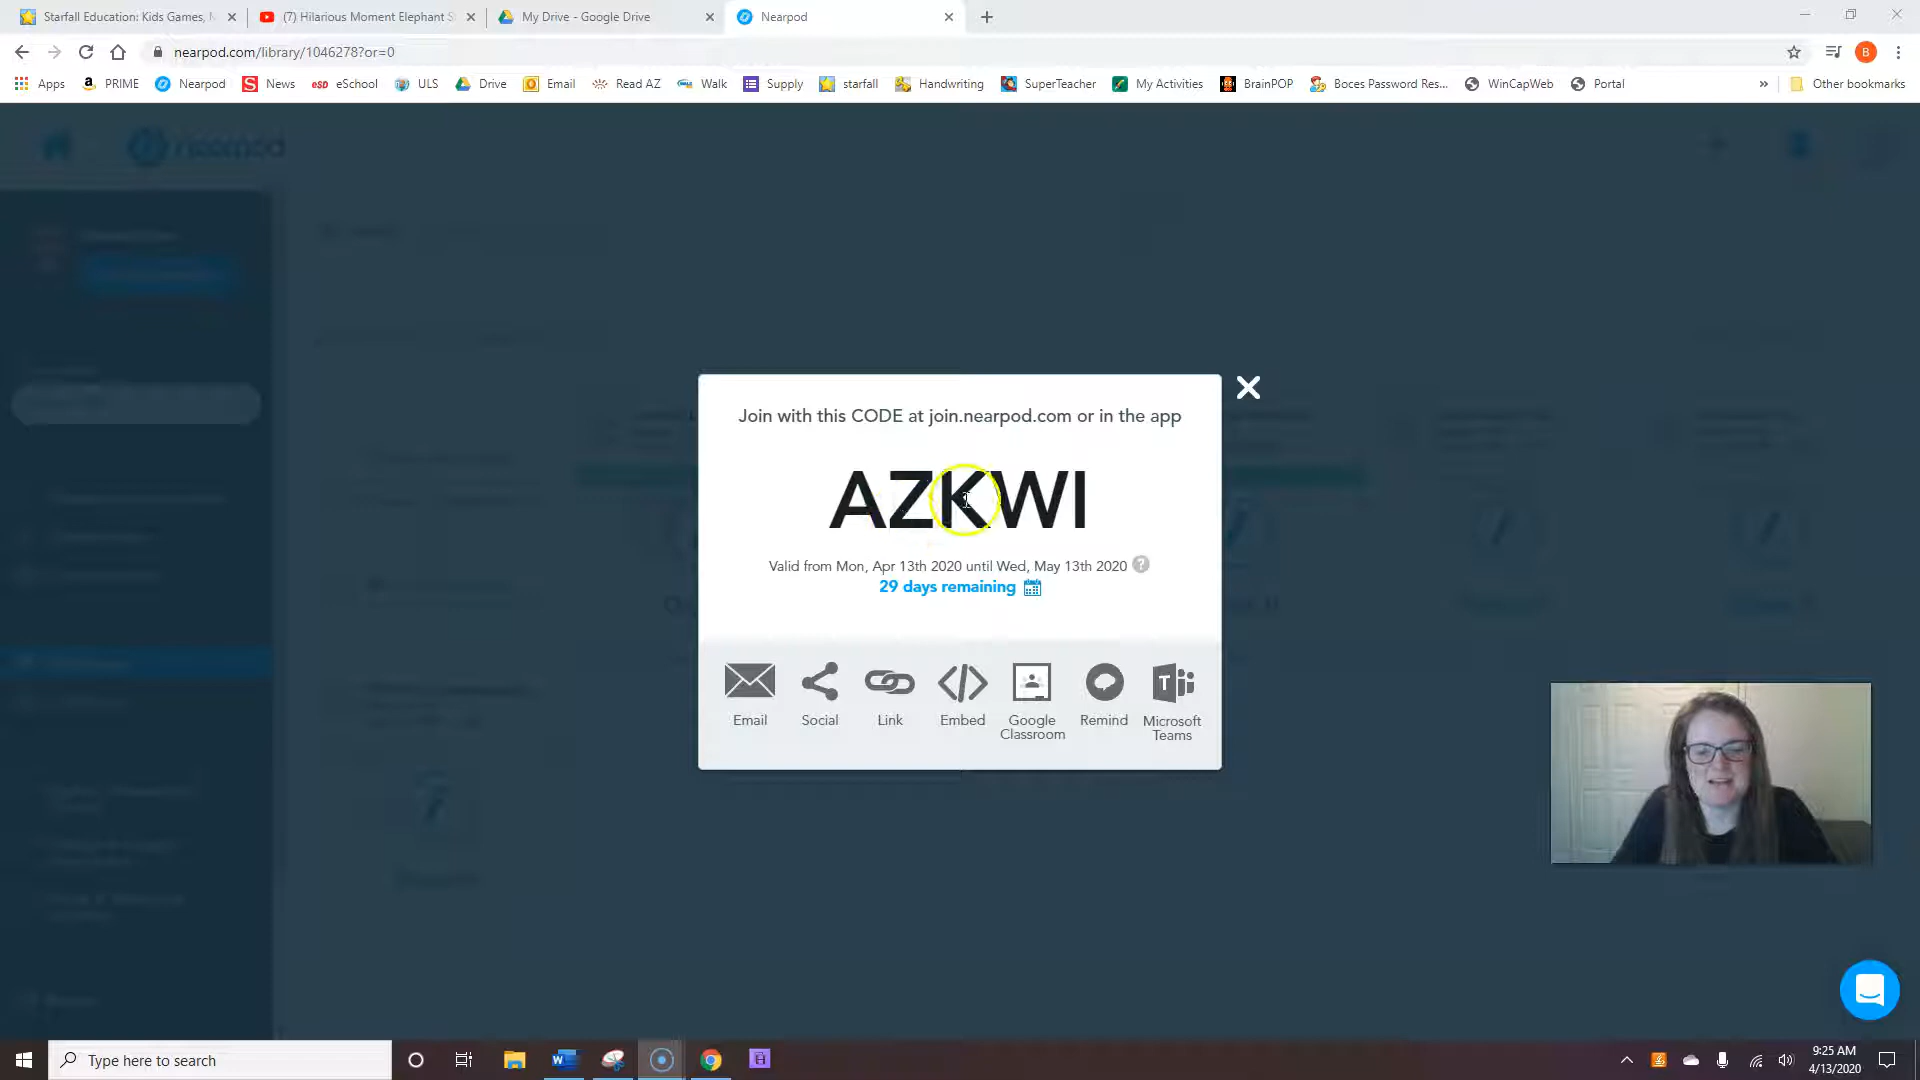 Starfall Education: Kids Games, (7) Hilarious Moment Elephant S My Drive - Google Drive Nearpod
nearpod.com/library/1046278?or=0 B
Apps PRIME Nearpod News eSchool ULS Drive Email Read AZ Walk Supply starfall Handwriting SuperTeacher My Activities BrainPOP Boces Password Res... WinCapWeb Portal » Other bookmarks
nearpod
Join with this CODE at join.nearpod.com or in the app
AZKWI
Valid from Mon, Apr 13th 2020 until Wed, May 13th 2020 ?
29 days remaining
Email Social Link Embed Google Classroom Remind Microsoft Teams
Type here to search
9:25 AM
4/13/2020